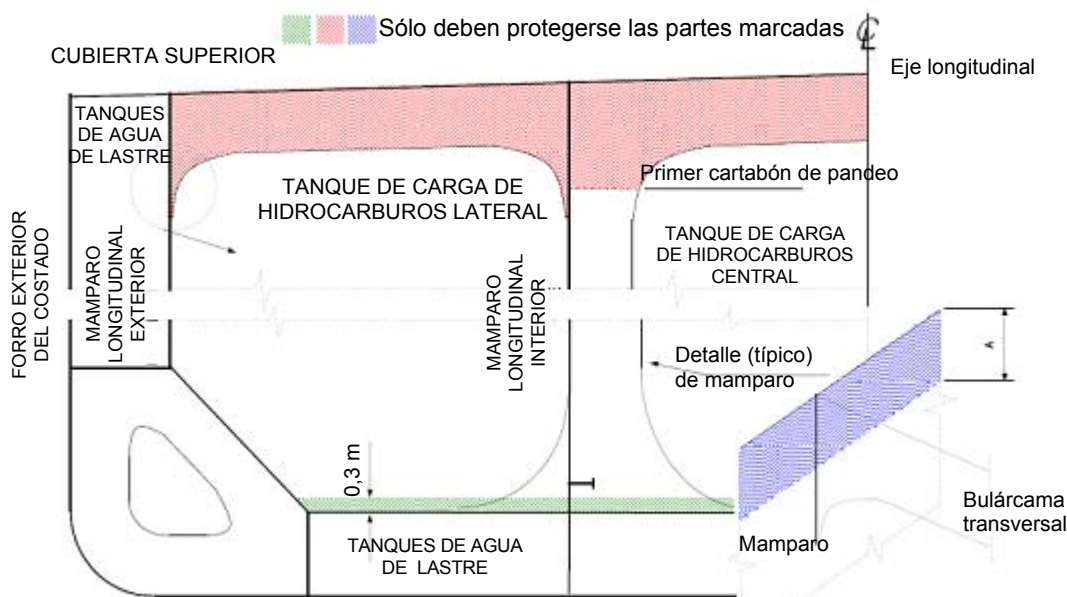 Sólo deben protegerse las partes marcadas
CUBIERTA SUPERIOR
Eje longitudinal
TANQUES
DE AGUA
DE LASTRE
Primer cartabón de pandeo
TANQUE DE CARGA DE
HIDROCARBUROS LATERAL
TANQUE DE CARGA
DE HIDROCARBUROS
CENTRAL
FORRO EXTERIOR
DEL COSTADO
MAMPARO
LONGITUDINAL
EXTERIOR
MAMPARO
LONGITUDINAL
INTERIOR
Detalle (típico)
de mamparo
A
0,3 m
Bulárcama
transversal
Mamparo
TANQUES DE AGUA
DE LASTRE